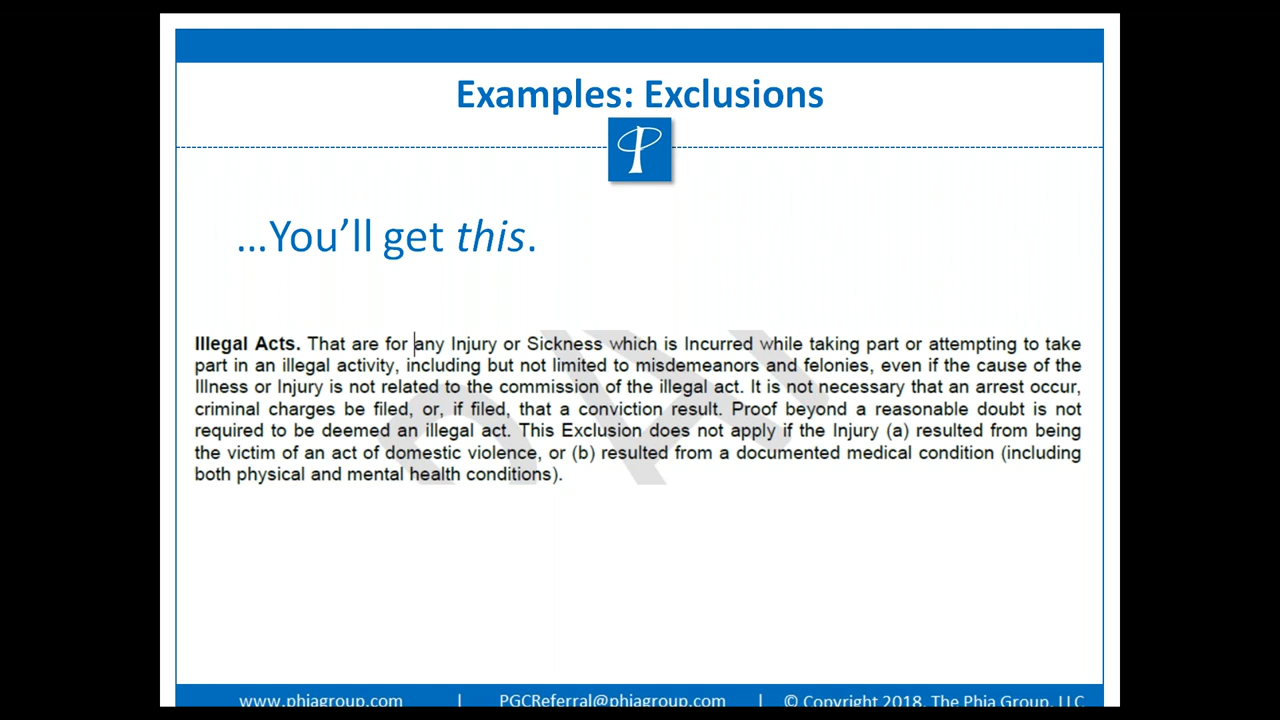 Examples: Exclusions
P
...You'll get this.
Illegal Acts. That are for any Injury or Sickness which is Incurred while taking part or attempting to take
part in an illegal activity, including but not limited to misdemeanors and felonies, even if the cause of the
Illness or Injury is not related to the commission of the illegal act. It is not necessary that an arrest occur,
criminal charges be filed, or, if filed, that a conviction result. Proof beyond a reasonable doubt is not
required to be deemed an illegal act. This Exclusion does not apply if the Injury (a) resulted from being
the victim of an act of domestic violence, or (b) resulted from a documented medical condition (including
both physical and mental health conditions).
www.phiagroup.com | PGCReferral@phiagroup.com | © Copyright 2018. The Phia Group, LLC